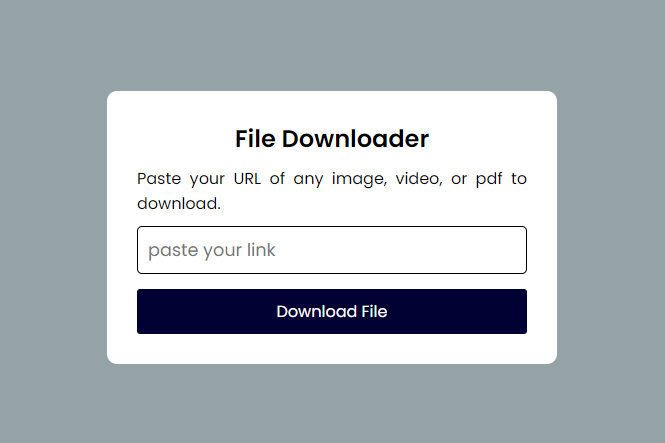 File Downloader
Paste your URL of any image, video, or pdf to
download.
paste your link
Download File